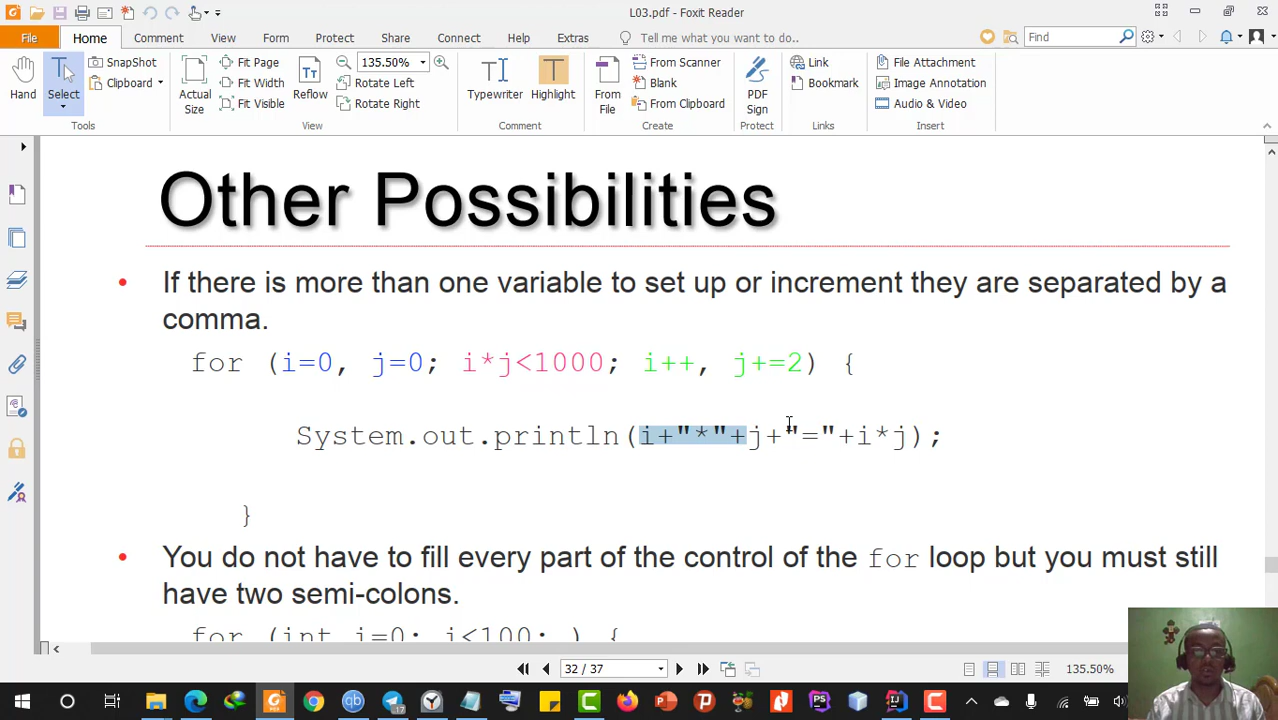 L03.pdf - Foxit Reader
File Home Comment View Form Protect Share Connect Help Extras Tell me what you want to do... Find
Hand
Select
SnapShot
Clipboard
Tools
Actual
Size
Fit Page
Fit Width
Fit Visible
Reflow
135.50%
Rotate Left
Rotate Right
View
Typewriter
Highlight
Comment
From
File
From Scanner
Blank
From Clipboard
Create
PDF
Sign
Protect
Link
Bookmark
Links
File Attachment
Image Annotation
Audio & Video
Insert
Other Possibilities
• If there is more than one variable to set up or increment they are separated by a
comma.
for (i=0, j=0; i*j<1000; i++, j+=2) {
System.out.println(i+"*"+j+"="+i*j);
}
• You do not have to fill every part of the control of the for loop but you must still
have two semi-colons.
for (int i=0; i<100; ) {
32 / 37
135.50%